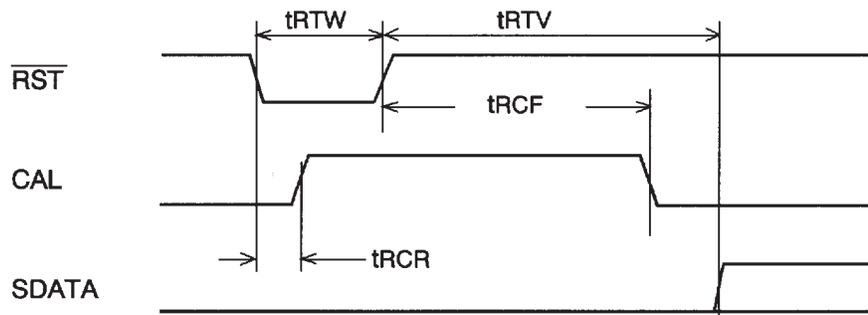 tRTW tRTV
RST
tRCF
CAL
tRCR
SDATA